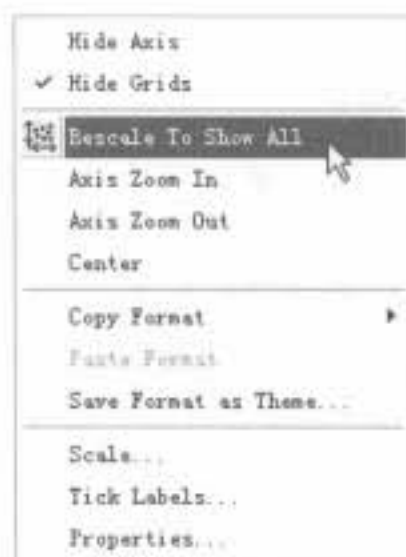 Hide Axis
Hide Grids
Rescale To Show All
Axis Zoom In
Axis Zoom Out
Center
Copy Format
Paste Format
Save Format as Theme...
Scale...
Tick Labels...
Properties...